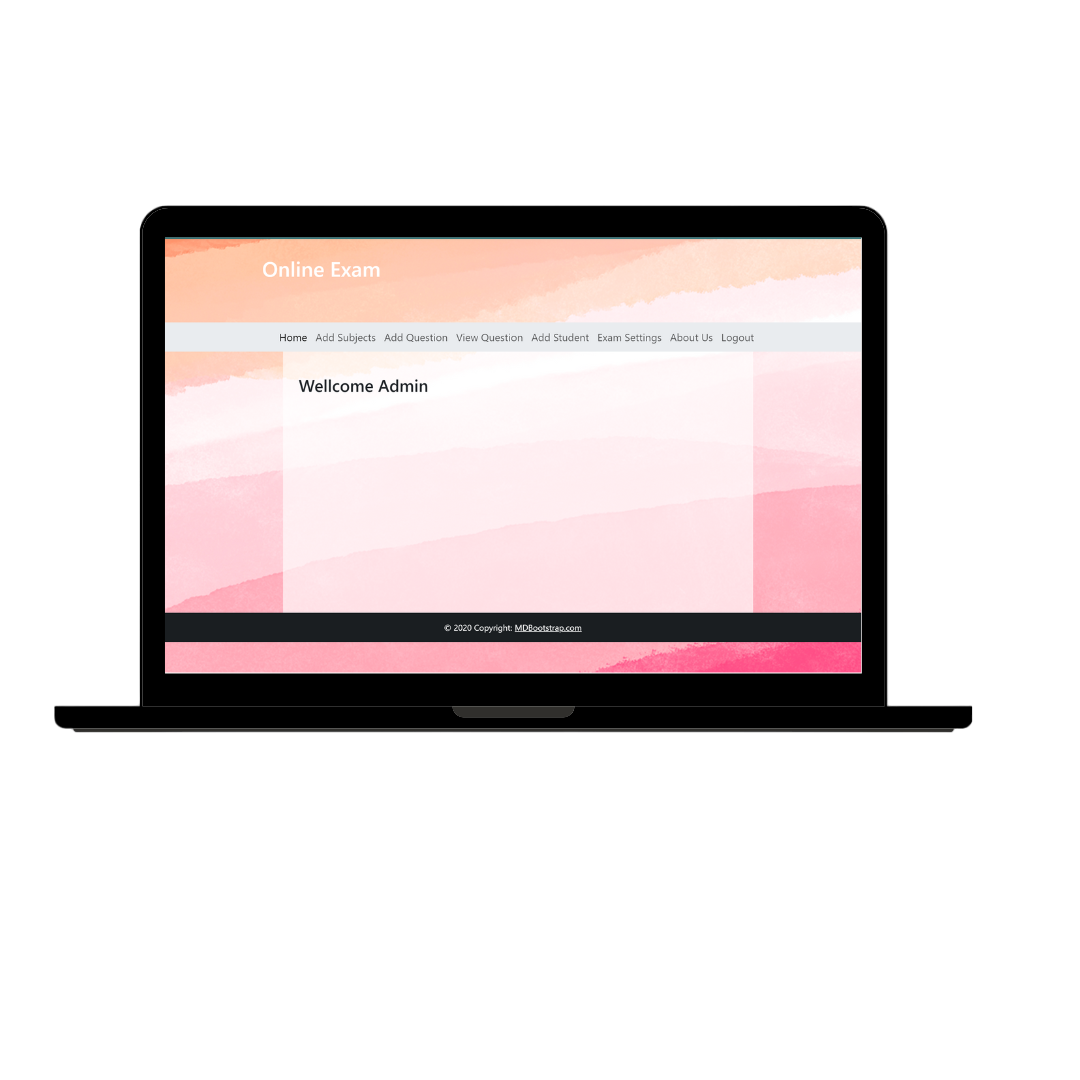 Online Exam
Home Add Subjects Add Question View Question Add Student Exam Settings About Us Logout
Wellcome Admin
© 2020 Copyright: MDBootstrap.com